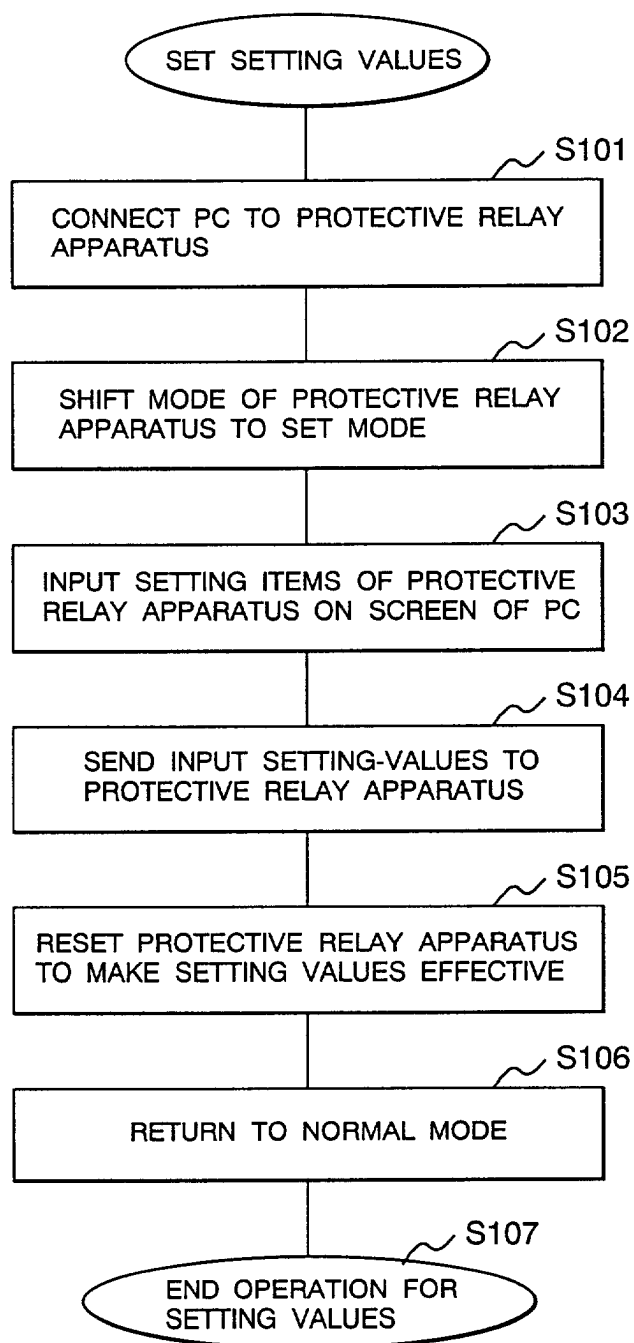 SET SETTING VALUES
S101
CONNECT PC TO PROTECTIVE RELAY
APPARATUS
S102
SHIFT MODE OF PROTECTIVE RELAY
APPARATUS TO SET MODE
S103
INPUT SETTING ITEMS OF PROTECTIVE
RELAY APPARATUS ON SCREEN OF PC
S104
SEND INPUT SETTING-VALUES TO
PROTECTIVE RELAY APPARATUS
S105
RESET PROTECTIVE RELAY APPARATUS
TO MAKE SETTING VALUES EFFECTIVE
S106
RETURN TO NORMAL MODE
S107
END OPERATION FOR
SETTING VALUES